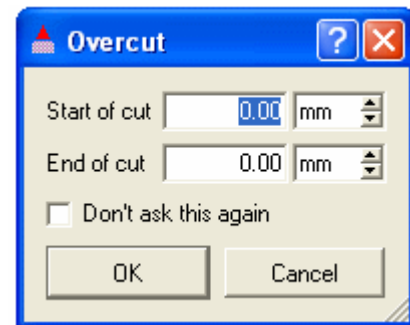 Overcut
Start of cut 0.00 mm
End of cut 0.00 mm
Don't ask this again
OK Cancel